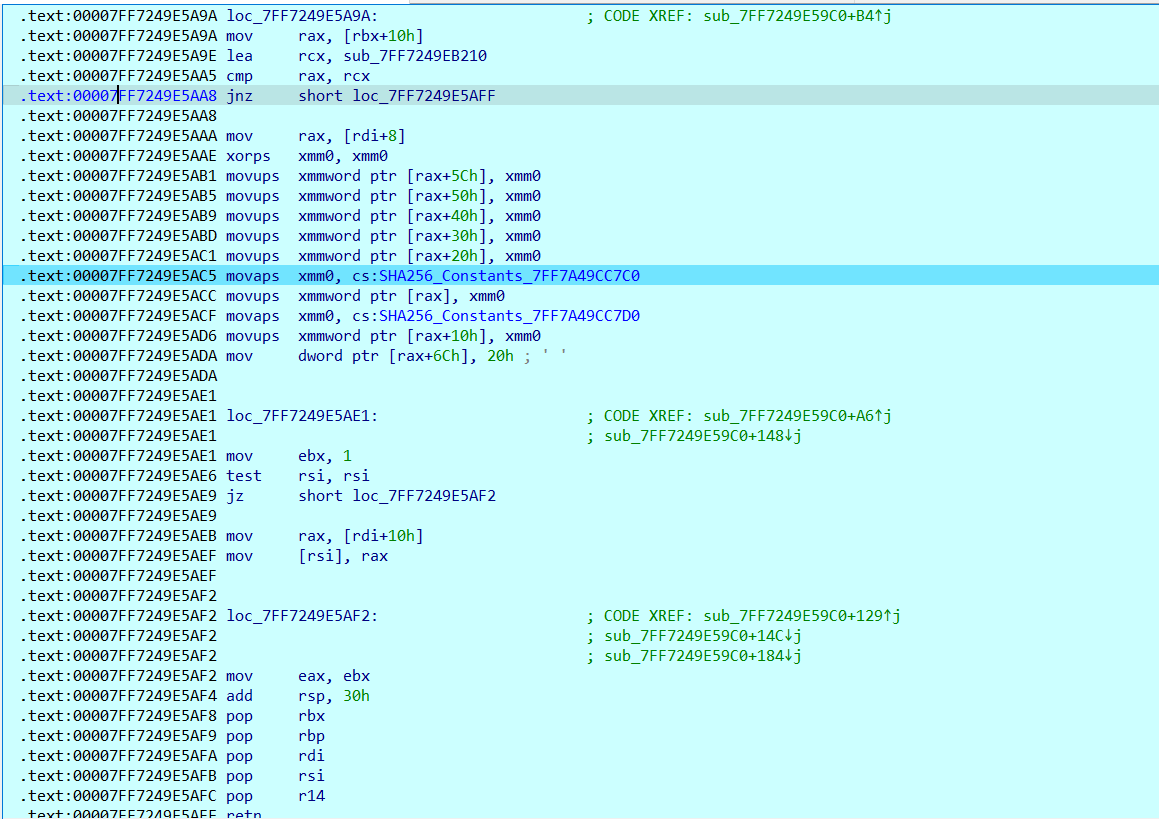 .text:00007FF7249E5A9A loc_7FF7249E5A9A: ; CODE XREF: sub_7FF7249E59C0+B4↑j
.text:00007FF7249E5A9A mov rax, [rbx+10h]
.text:00007FF7249E5A9E lea rcx, sub_7FF7249EB210
.text:00007FF7249E5AA5 cmp rax, rcx
.text:00007FF7249E5AA8 jnz short loc_7FF7249E5AFF
.text:00007FF7249E5AA8
.text:00007FF7249E5AAA mov rax, [rdi+8]
.text:00007FF7249E5AAE xorps xmm0, xmm0
.text:00007FF7249E5AB1 movups xmmword ptr [rax+5Ch], xmm0
.text:00007FF7249E5AB5 movups xmmword ptr [rax+50h], xmm0
.text:00007FF7249E5AB9 movups xmmword ptr [rax+40h], xmm0
.text:00007FF7249E5ABD movups xmmword ptr [rax+30h], xmm0
.text:00007FF7249E5AC1 movups xmmword ptr [rax+20h], xmm0
.text:00007FF7249E5AC5 movaps xmm0, cs:SHA256_Constants_7FF7A49CC7C0
.text:00007FF7249E5ACC movups xmmword ptr [rax], xmm0
.text:00007FF7249E5ACF movaps xmm0, cs:SHA256_Constants_7FF7A49CC7D0
.text:00007FF7249E5AD6 movups xmmword ptr [rax+10h], xmm0
.text:00007FF7249E5ADA mov dword ptr [rax+6Ch], 20h ; ' '
.text:00007FF7249E5ADA
.text:00007FF7249E5AE1
.text:00007FF7249E5AE1 loc_7FF7249E5AE1: ; CODE XREF: sub_7FF7249E59C0+A6↑j
.text:00007FF7249E5AE1 ; sub_7FF7249E59C0+148↓j
.text:00007FF7249E5AE1 mov ebx, 1
.text:00007FF7249E5AE6 test rsi, rsi
.text:00007FF7249E5AE9 jz short loc_7FF7249E5AF2
.text:00007FF7249E5AE9
.text:00007FF7249E5AEB mov rax, [rdi+10h]
.text:00007FF7249E5AEF mov [rsi], rax
.text:00007FF7249E5AEF
.text:00007FF7249E5AF2
.text:00007FF7249E5AF2 loc_7FF7249E5AF2: ; CODE XREF: sub_7FF7249E59C0+129↑j
.text:00007FF7249E5AF2 ; sub_7FF7249E59C0+14C↓j
.text:00007FF7249E5AF2 ; sub_7FF7249E59C0+184↓j
.text:00007FF7249E5AF2 mov eax, ebx
.text:00007FF7249E5AF4 add rsp, 30h
.text:00007FF7249E5AF8 pop rbx
.text:00007FF7249E5AF9 pop rbp
.text:00007FF7249E5AFA pop rdi
.text:00007FF7249E5AFB pop rsi
.text:00007FF7249E5AFC pop r14
.text:00007FF7249E5AFE retn